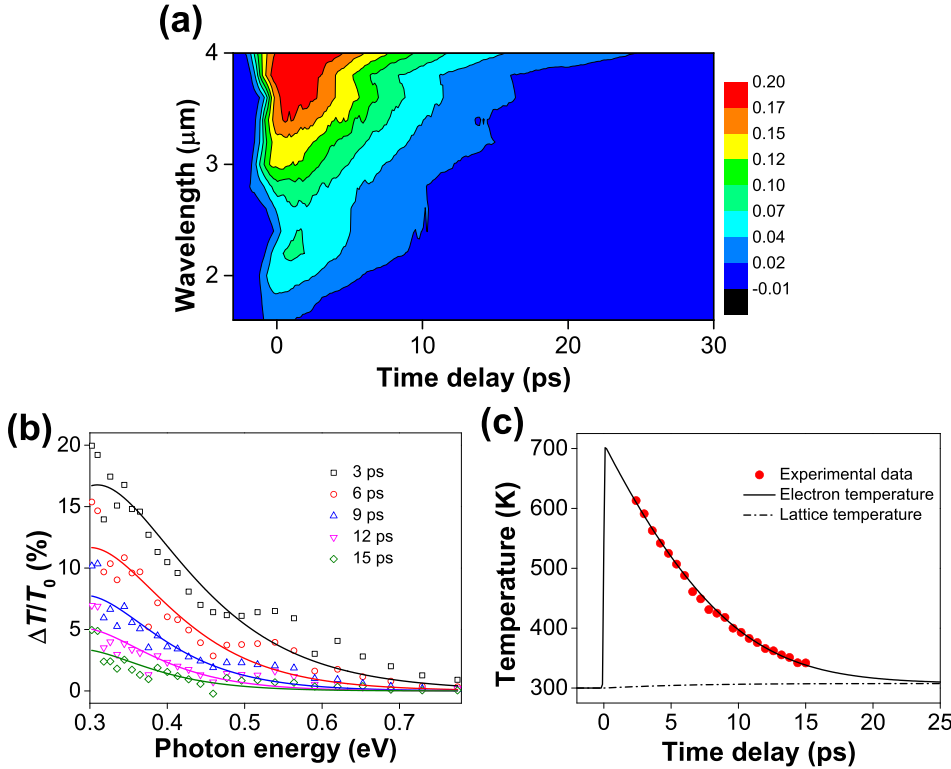 (a)
Wavelength (μm)
4
3
2
0 10 20 30
Time delay (ps)
0.20
0.17
0.15
0.12
0.10
0.07
0.04
0.02
-0.01
(b)
ΔT/T0 (%)
20
15
10
5
0
3 ps
6 ps
9 ps
12 ps
15 ps
0.3 0.4 0.5 0.6 0.7
Photon energy (eV)
(c)
Temperature (K)
700
600
500
400
300
Experimental data
Electron temperature
Lattice temperature
0 5 10 15 20 25
Time delay (ps)